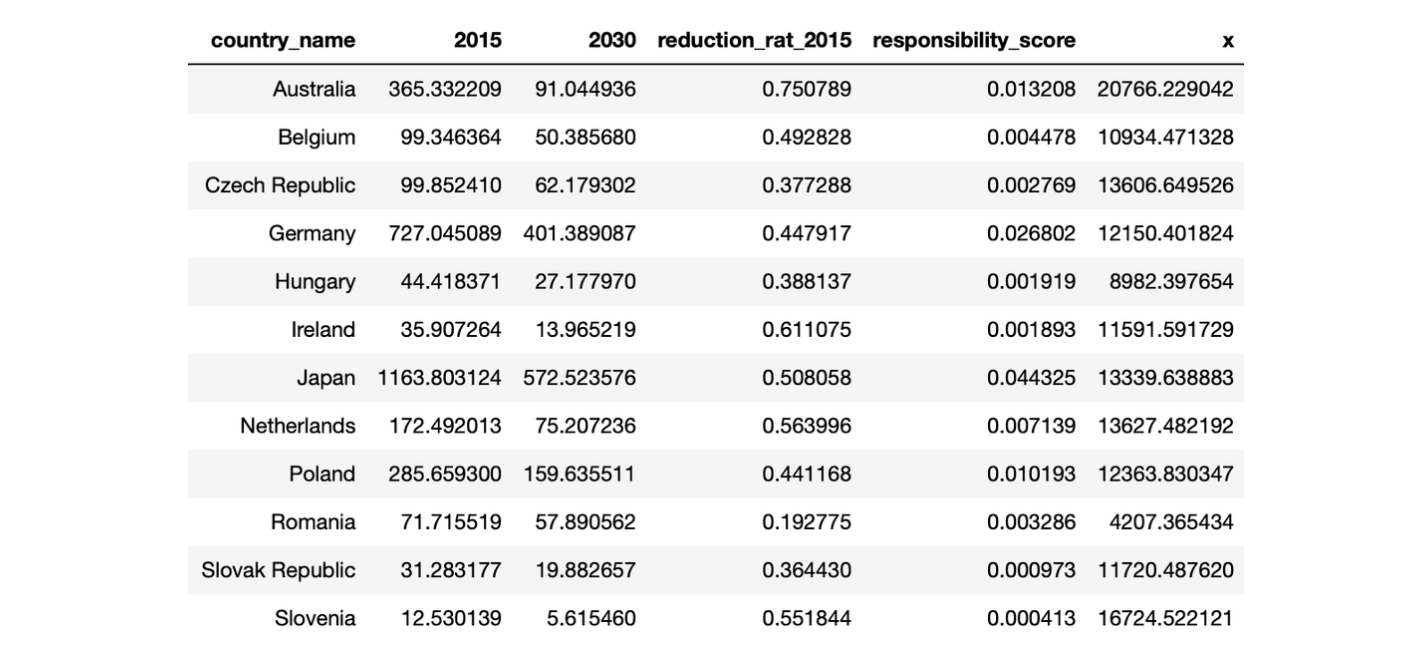 country_name 2015 2030 reduction_rat_2015 responsibility_score x
Australia 365.332209 91.044936 0.750789 0.013208 20766.229042
Belgium 99.346364 50.385680 0.492828 0.004478 10934.471328
Czech Republic 99.852410 62.179302 0.377288 0.002769 13606.649526
Germany 727.045089 401.389087 0.447917 0.026802 12150.401824
Hungary 44.418371 27.177970 0.388137 0.001919 8982.397654
Ireland 35.907264 13.965219 0.611075 0.001893 11591.591729
Japan 1163.803124 572.523576 0.508058 0.044325 13339.638883
Netherlands 172.492013 75.207236 0.563996 0.007139 13627.482192
Poland 285.659300 159.635511 0.441168 0.010193 12363.830347
Romania 71.715519 57.890562 0.192775 0.003286 4207.365434
Slovak Republic 31.283177 19.882657 0.364430 0.000973 11720.487620
Slovenia 12.530139 5.615460 0.551844 0.000413 16724.522121